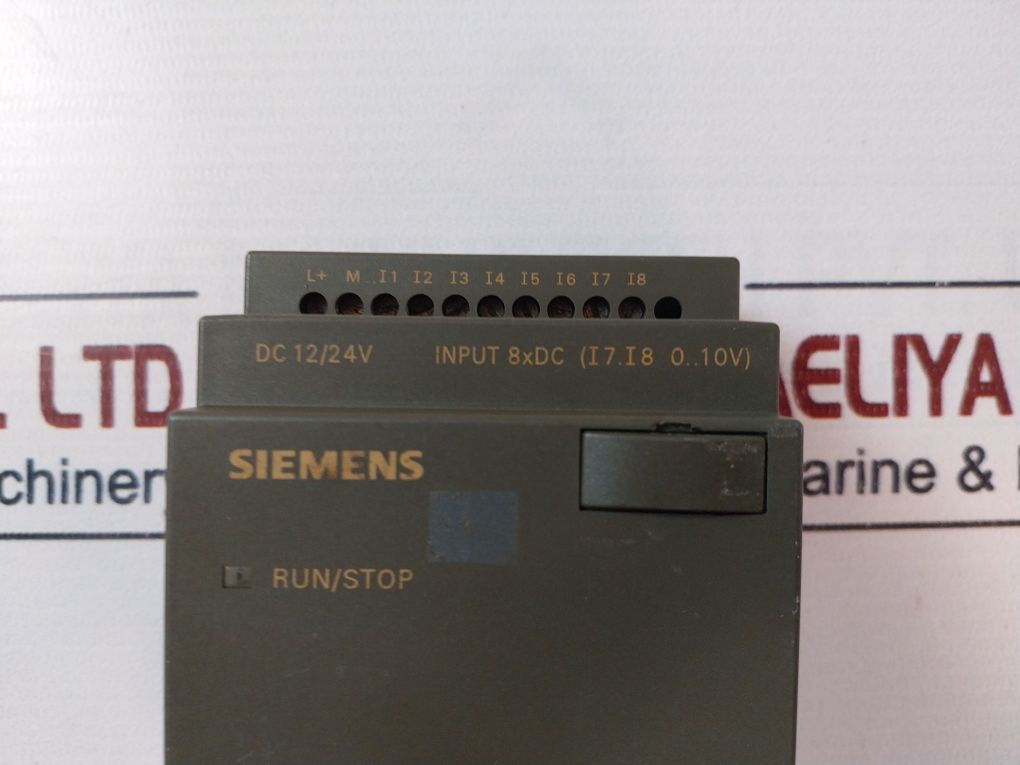 L+ M I1 I2 I3 I4 I5 I6 I7 I8
DC 12/24V INPUT 8xDC (I7.I8 0..10V)
LTD
AELIYA
SIEMENS
chiner
arine &
RUN/STOP